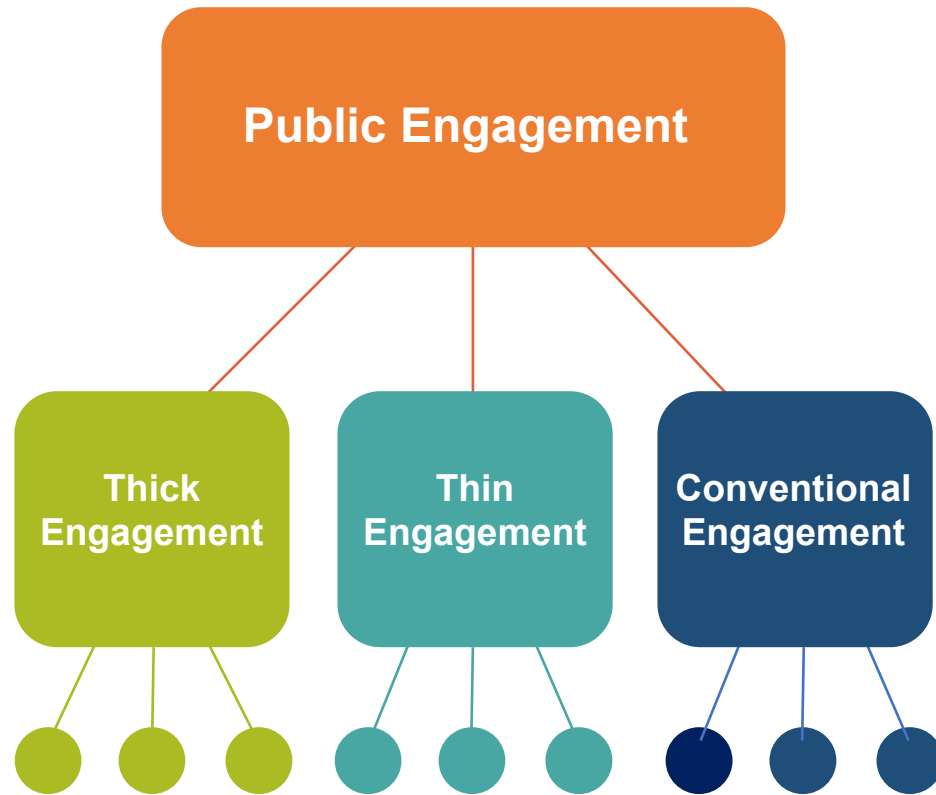 Public Engagement
Thick
Engagement
Thin
Engagement
Conventional
Engagement